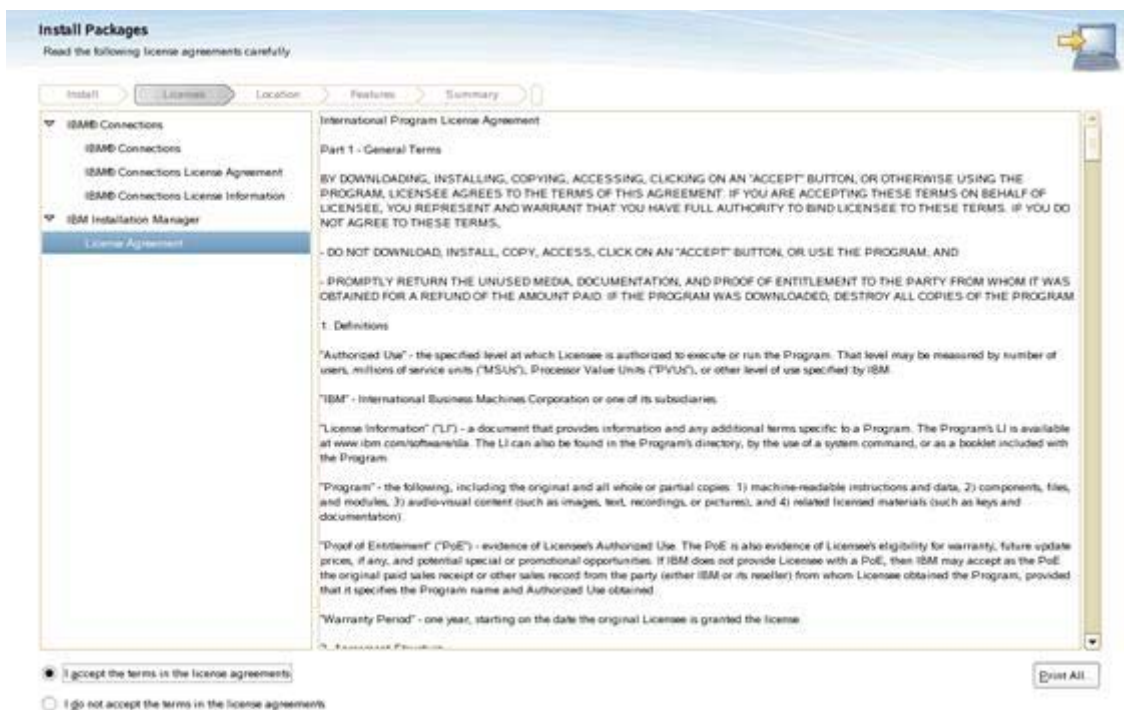 Install Packages
Read the following license agreements carefully
Install
Licenses
Location
Features
Summary
IBM® Connections
IBM® Connections
IBM® Connections License Agreement
IBM® Connections License Information
IBM Installation Manager
License Agreement
International Program License Agreement
Part 1 - General Terms
BY DOWNLOADING, INSTALLING, COPYING, ACCESSING, CLICKING ON AN "ACCEPT" BUTTON, OR OTHERWISE USING THE
PROGRAM, LICENSEE AGREES TO THE TERMS OF THIS AGREEMENT. IF YOU ARE ACCEPTING THESE TERMS ON BEHALF OF
LICENSEE, YOU REPRESENT AND WARRANT THAT YOU HAVE FULL AUTHORITY TO BIND LICENSEE TO THESE TERMS. IF YOU DO
NOT AGREE TO THESE TERMS,
- DO NOT DOWNLOAD, INSTALL, COPY, ACCESS, CLICK ON AN "ACCEPT" BUTTON, OR USE THE PROGRAM; AND
- PROMPTLY RETURN THE UNUSED MEDIA, DOCUMENTATION, AND PROOF OF ENTITLEMENT TO THE PARTY FROM WHOM IT WAS
OBTAINED FOR A REFUND OF THE AMOUNT PAID. IF THE PROGRAM WAS DOWNLOADED, DESTROY ALL COPIES OF THE PROGRAM.
1. Definitions
"Authorized Use" - the specified level at which Licensee is authorized to execute or run the Program. That level may be measured by number of
users, millions of service units ("MSUs"), Processor Value Units ("PVUs"), or other level of use specified by IBM.
"IBM" - International Business Machines Corporation or one of its subsidiaries.
"License Information" ("LI") - a document that provides information and any additional terms specific to a Program. The Program's LI is available
at www.ibm.com/software/sla. The LI can also be found in the Program's directory, by the use of a system command, or as a booklet included with
the Program.
"Program" - the following, including the original and all whole or partial copies: 1) machine-readable instructions and data, 2) components, files,
and modules, 3) audio-visual content (such as images, text, recordings, or pictures), and 4) related licensed materials (such as keys and
documentation).
"Proof of Entitlement" ("PoE") - evidence of Licensee's Authorized Use. The PoE is also evidence of Licensee's eligibility for warranty, future update
prices, if any, and potential special or promotional opportunities. If IBM does not provide Licensee with a PoE, then IBM may accept as the PoE
the original paid sales receipt or other sales record from the party (either IBM or its reseller) from whom Licensee obtained the Program, provided
that it specifies the Program name and Authorized Use obtained.
"Warranty Period" - one year, starting on the date the original Licensee is granted the license.
2. Agreement Structure
I accept the terms in the license agreements
I do not accept the terms in the license agreements
Print All...